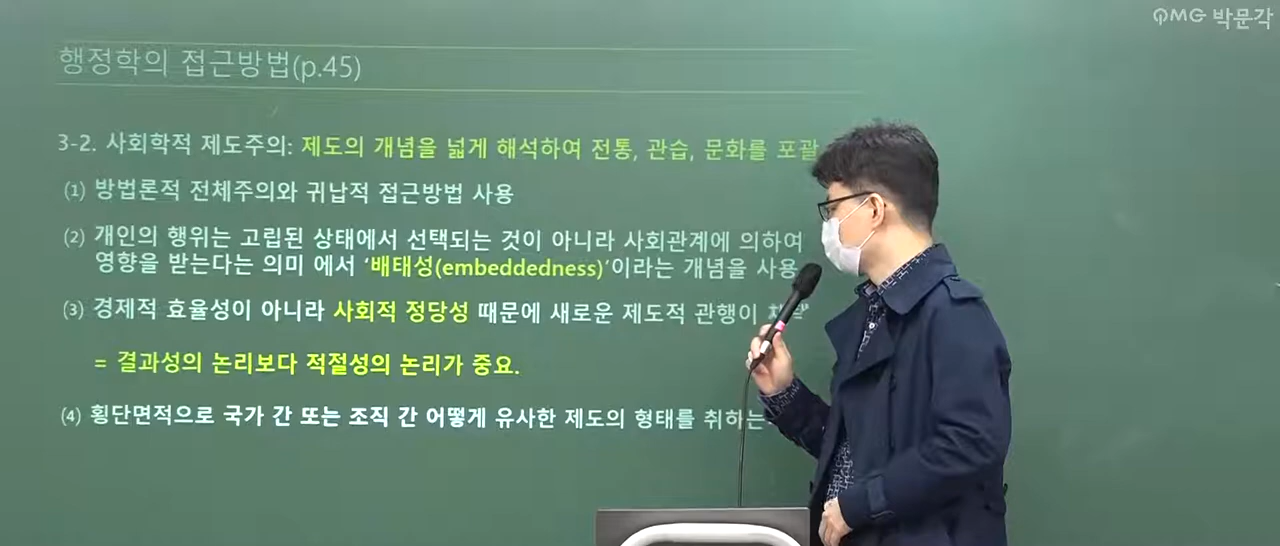 PMG 박문각
행정학의 접근방법(p.45)
3-2. 사회학적 제도주의: 제도의 개념을 넓게 해석하여 전통, 관습, 문화를 포괄
(1) 방법론적 전체주의와 귀납적 접근방법 사용
(2) 개인의 행위는 고립된 상태에서 선택되는 것이 아니라 사회관계에 의하여
영향을 받는다는 의미 에서 ‘배태성(embeddedness)’이라는 개념을 사용
(3) 경제적 효율성이 아니라 사회적 정당성 때문에 새로운 제도적 관행이
= 결과성의 논리보다 적절성의 논리가 중요.
(4) 횡단면적으로 국가 간 또는 조직 간 어떻게 유사한 제도의 형태를 취하는